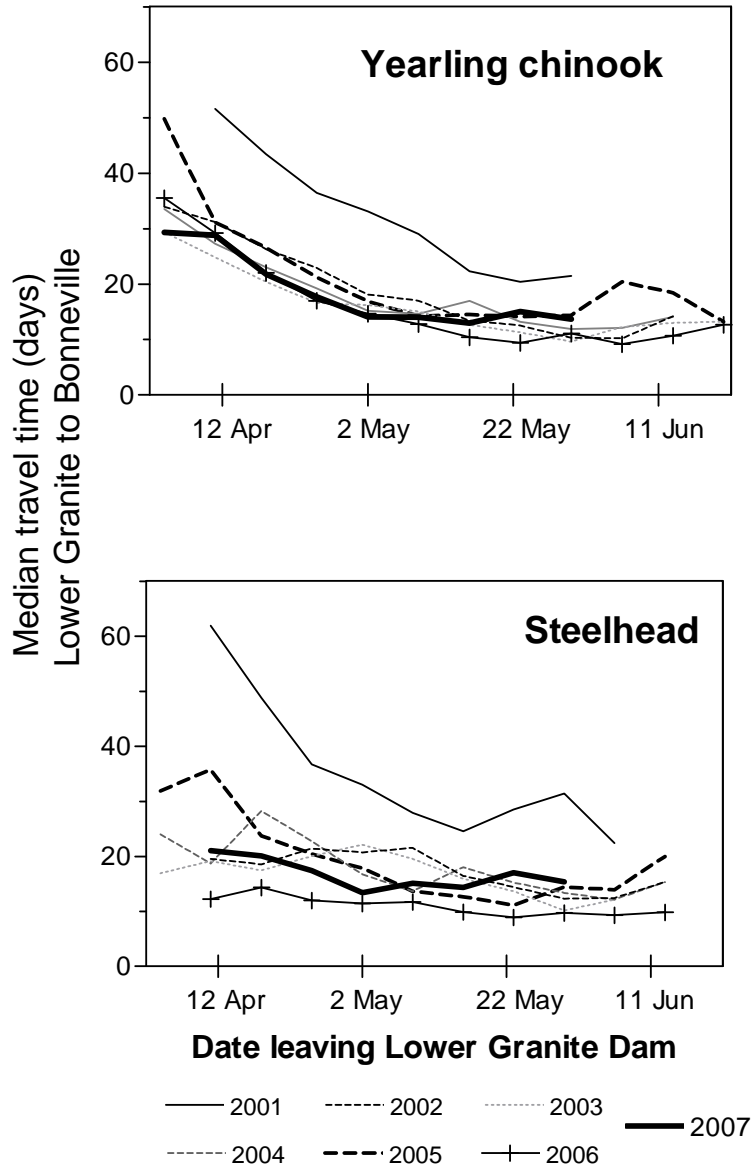 Median travel time (days)
Lower Granite to Bonneville
Yearling chinook
60
40
20
0
12 Apr 2 May 22 May 11 Jun
Steelhead
60
40
20
0
12 Apr 2 May 22 May 11 Jun
Date leaving Lower Granite Dam
2001 2002 2003 2007
2004 2005 2006